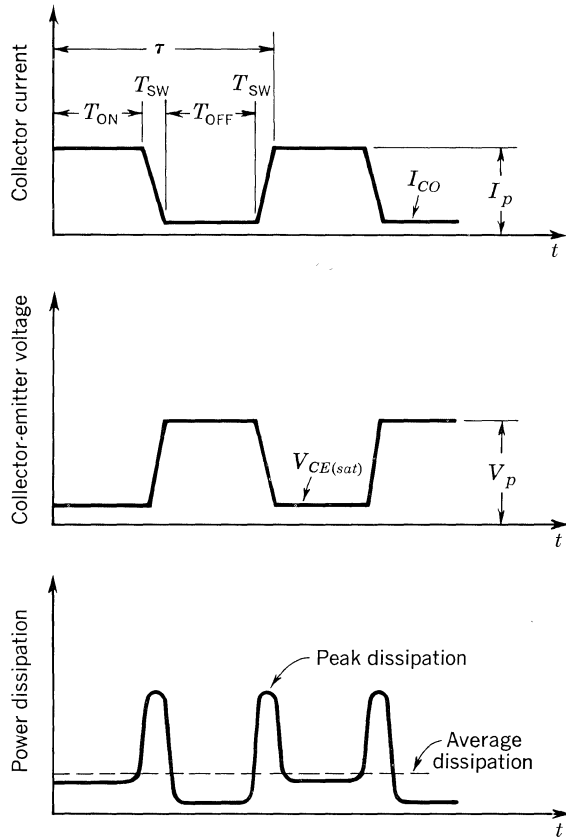 Collector current
τ
T_SW
T_SW
T_ON
T_OFF
I_CO
I_p
t
Collector-emitter voltage
V_CE(sat)
V_p
t
Power dissipation
Peak dissipation
Average
dissipation
t